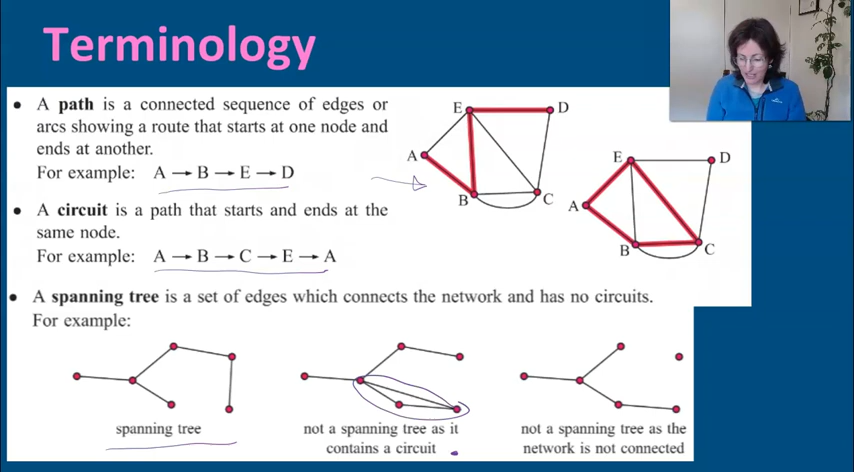 Terminology
• A path is a connected sequence of edges or
arcs showing a route that starts at one node and
ends at another.
For example: A → B → E → D
• A circuit is a path that starts and ends at the
same node.
For example: A → B → C → E → A
E
D
A
B
C
E
D
A
B
C
• A spanning tree is a set of edges which connects the network and has no circuits.
For example:
spanning tree
not a spanning tree as it
contains a circuit
not a spanning tree as the
network is not connected